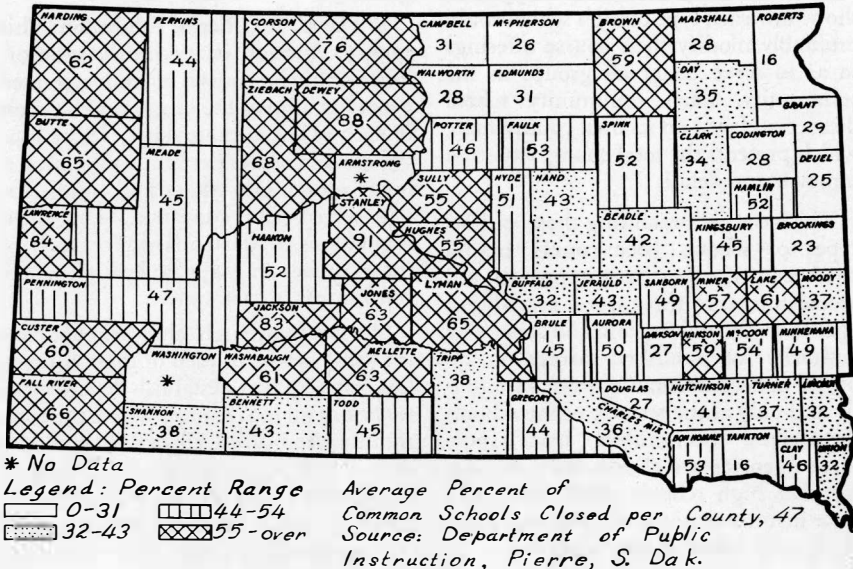 HARDING PERKINS CORSON CAMPBELL McPHERSON BROWN MARSHALL ROBERTS
62 44 76 31 26 59 28 16
WALWORTH EDMUNDS DAY
28 31 35
ZIEBACH DEWEY GRANT
68 88 29
BUTTE MEADE POTTER FAULK SPINK CLARK CODINGTON DEUEL
65 45 46 53 52 34 28 25
ARMSTRONG SULLY HYDE HAND HAMLIN
* 55 51 43 52
LAWRENCE STANLEY HUGHES BEADLE KINGSBURY BROOKINGS
84 91 55 42 45 23
HAAKON
52
PENNINGTON JACKSON JONES LYMAN BUFFALO JERAULD SANBORN MINER LAKE MOODY
47 83 63 65 32 43 49 57 61 37
CUSTER WASHINGTON WASHABAUGH MELLETTE TRIPP BRULE AURORA DAVISON HANSON McCOOK MINNEHAHA
60 * 61 63 38 45 50 27 59 54 49
FALL RIVER SHANNON BENNETT TODD GREGORY DOUGLAS HUTCHINSON TURNER LINCOLN
66 38 43 45 44 27 41 37 32
CHARLES MIX
36
BON HOMME YANKTON CLAY UNION
53 16 46 32
* No Data
Legend: Percent Range
0-31 44-54
32-43 55-over
Average Percent of
Common Schools Closed per County, 47
Source: Department of Public
Instruction, Pierre, S. Dak.